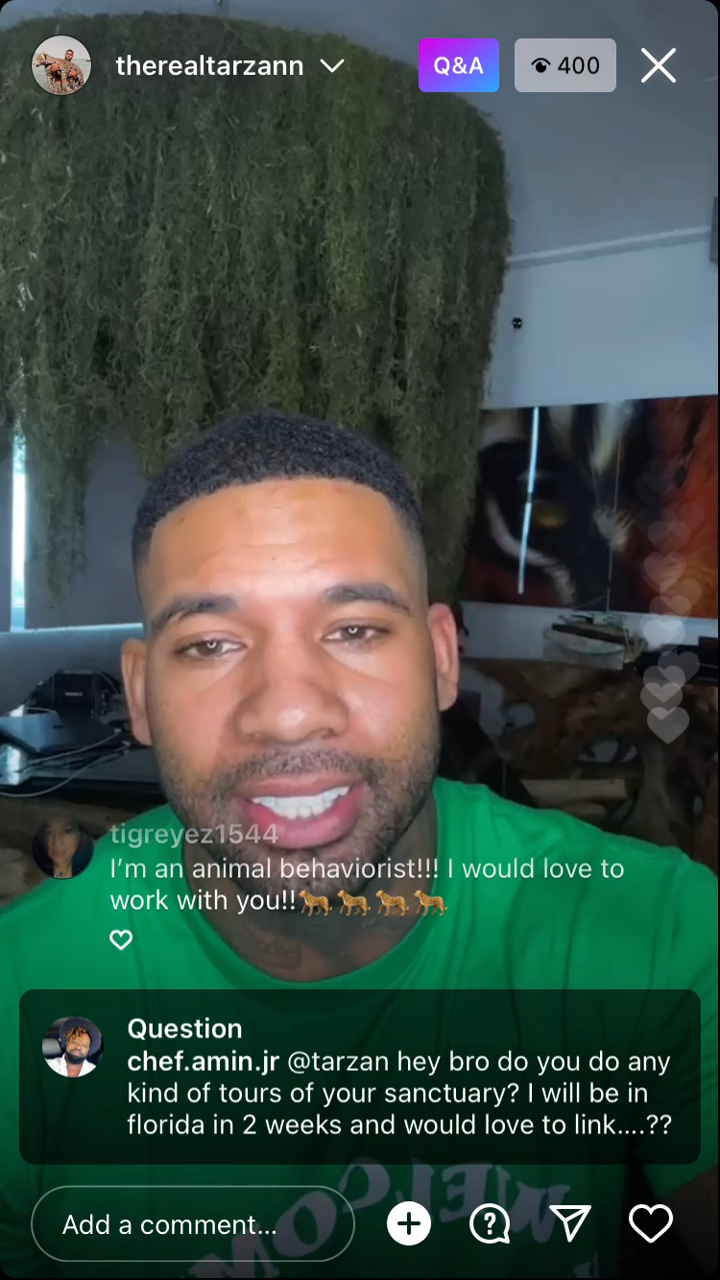 therealtarzann
Q&A
400
tigreyez1544
I'm an animal behaviorist!!! I would love to
work with you!!🐆🐆🐆🐆
Question
chef.amin.jr @tarzan hey bro do you do any
kind of tours of your sanctuary? I will be in
florida in 2 weeks and would love to link....??
WELCOM
Add a comment...